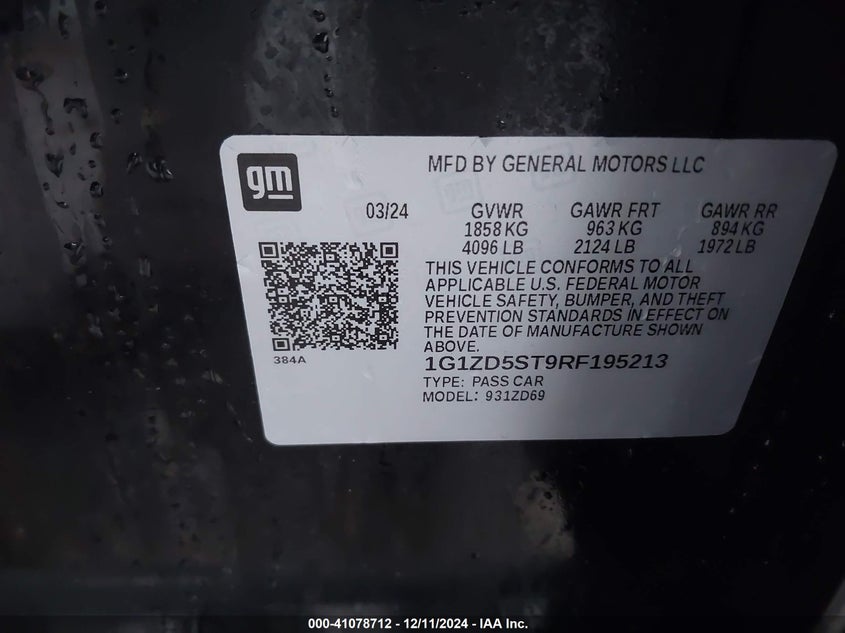 gm
MFD BY GENERAL MOTORS LLC
03/24
GVWR GAWR FRT GAWR RR
1858 KG 963 KG 894 KG
4096 LB 2124 LB 1972 LB
THIS VEHICLE CONFORMS TO ALL
APPLICABLE U.S. FEDERAL MOTOR
VEHICLE SAFETY, BUMPER, AND THEFT
PREVENTION STANDARDS IN EFFECT ON
THE DATE OF MANUFACTURE SHOWN
ABOVE.
384A
1G1ZD5ST9RF195213
TYPE: PASS CAR
MODEL: 931ZD69
000-41078712 - 12/11/2024 - IAA Inc.